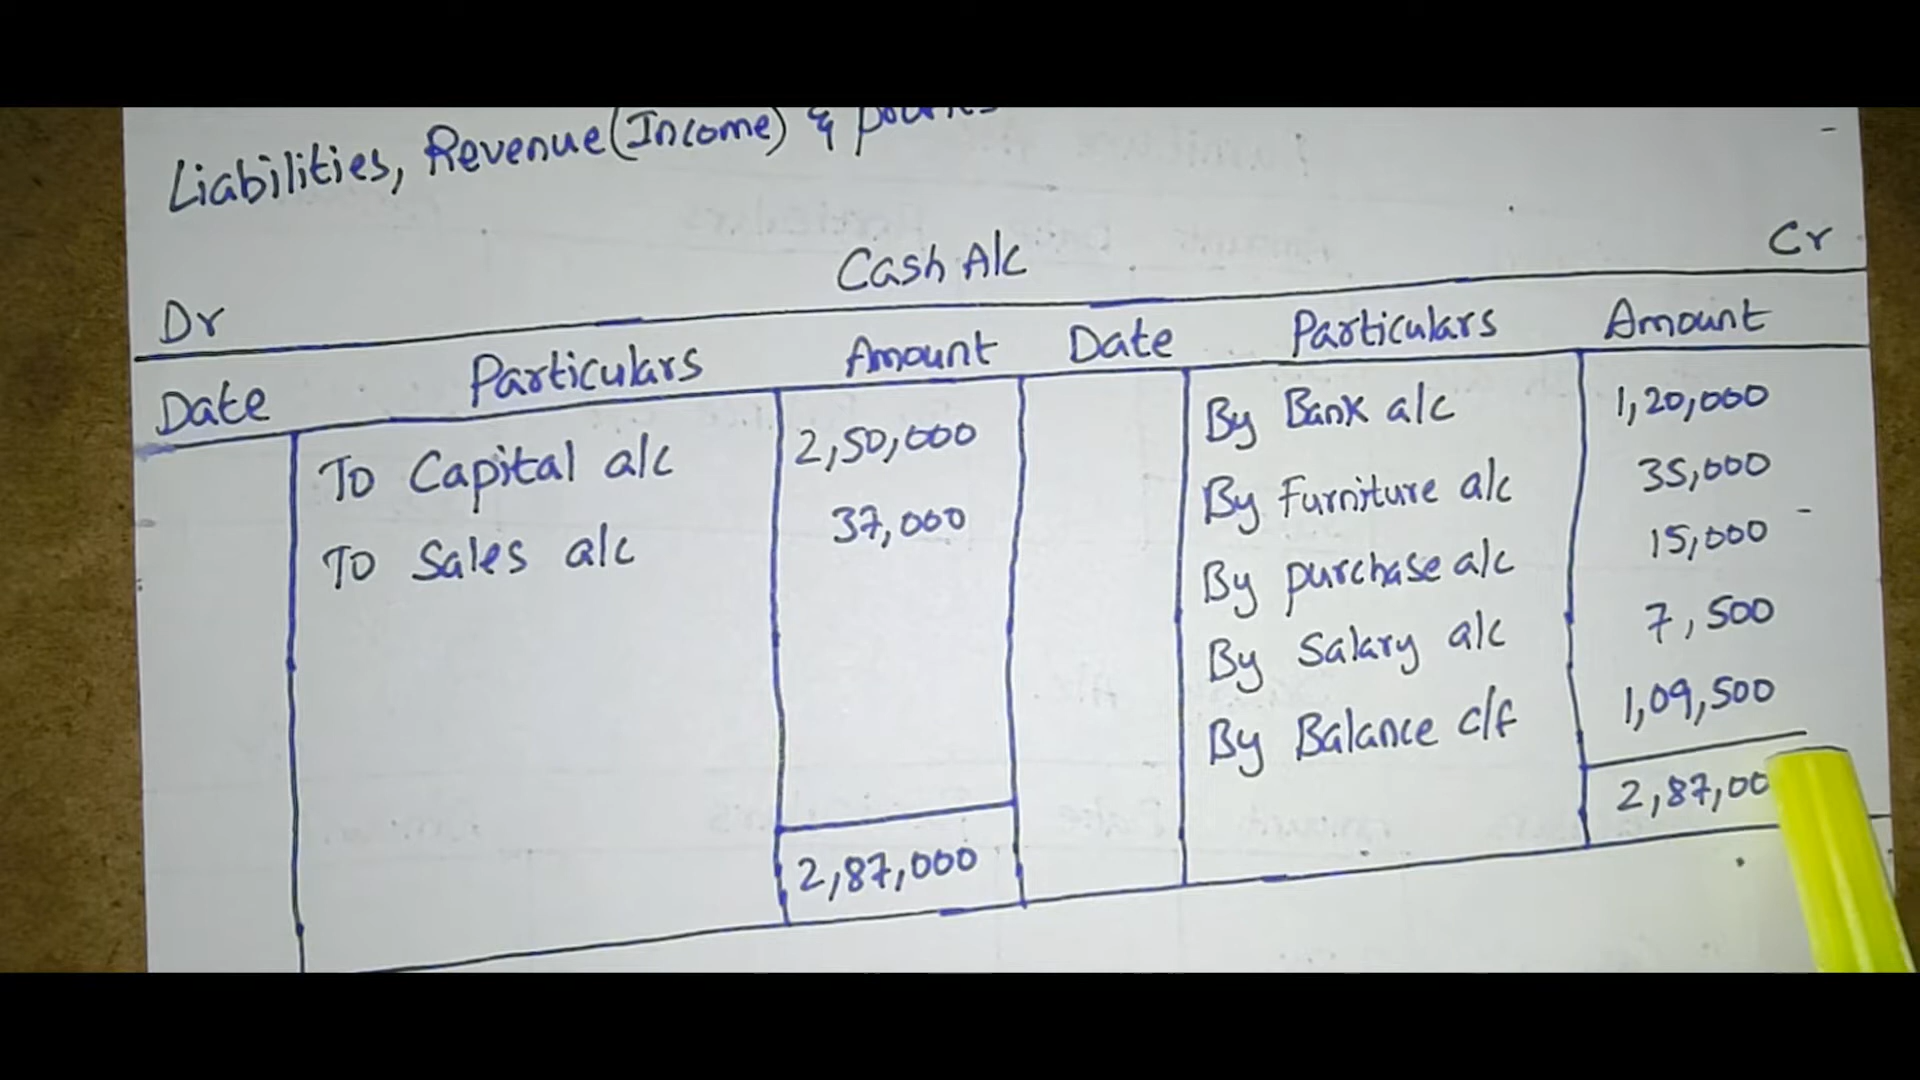 Liabilities, Revenue(Income) &
Cash A/c
Dr Cr
Date Particulars Amount Date Particulars Amount
To Capital a/c 2,50,000 By Bank a/c 1,20,000
To Sales a/c 37,000 By Furniture a/c 35,000
By purchase a/c 15,000
By Salary a/c 7,500
By Balance c/f 1,09,500
2,87,000 2,87,00